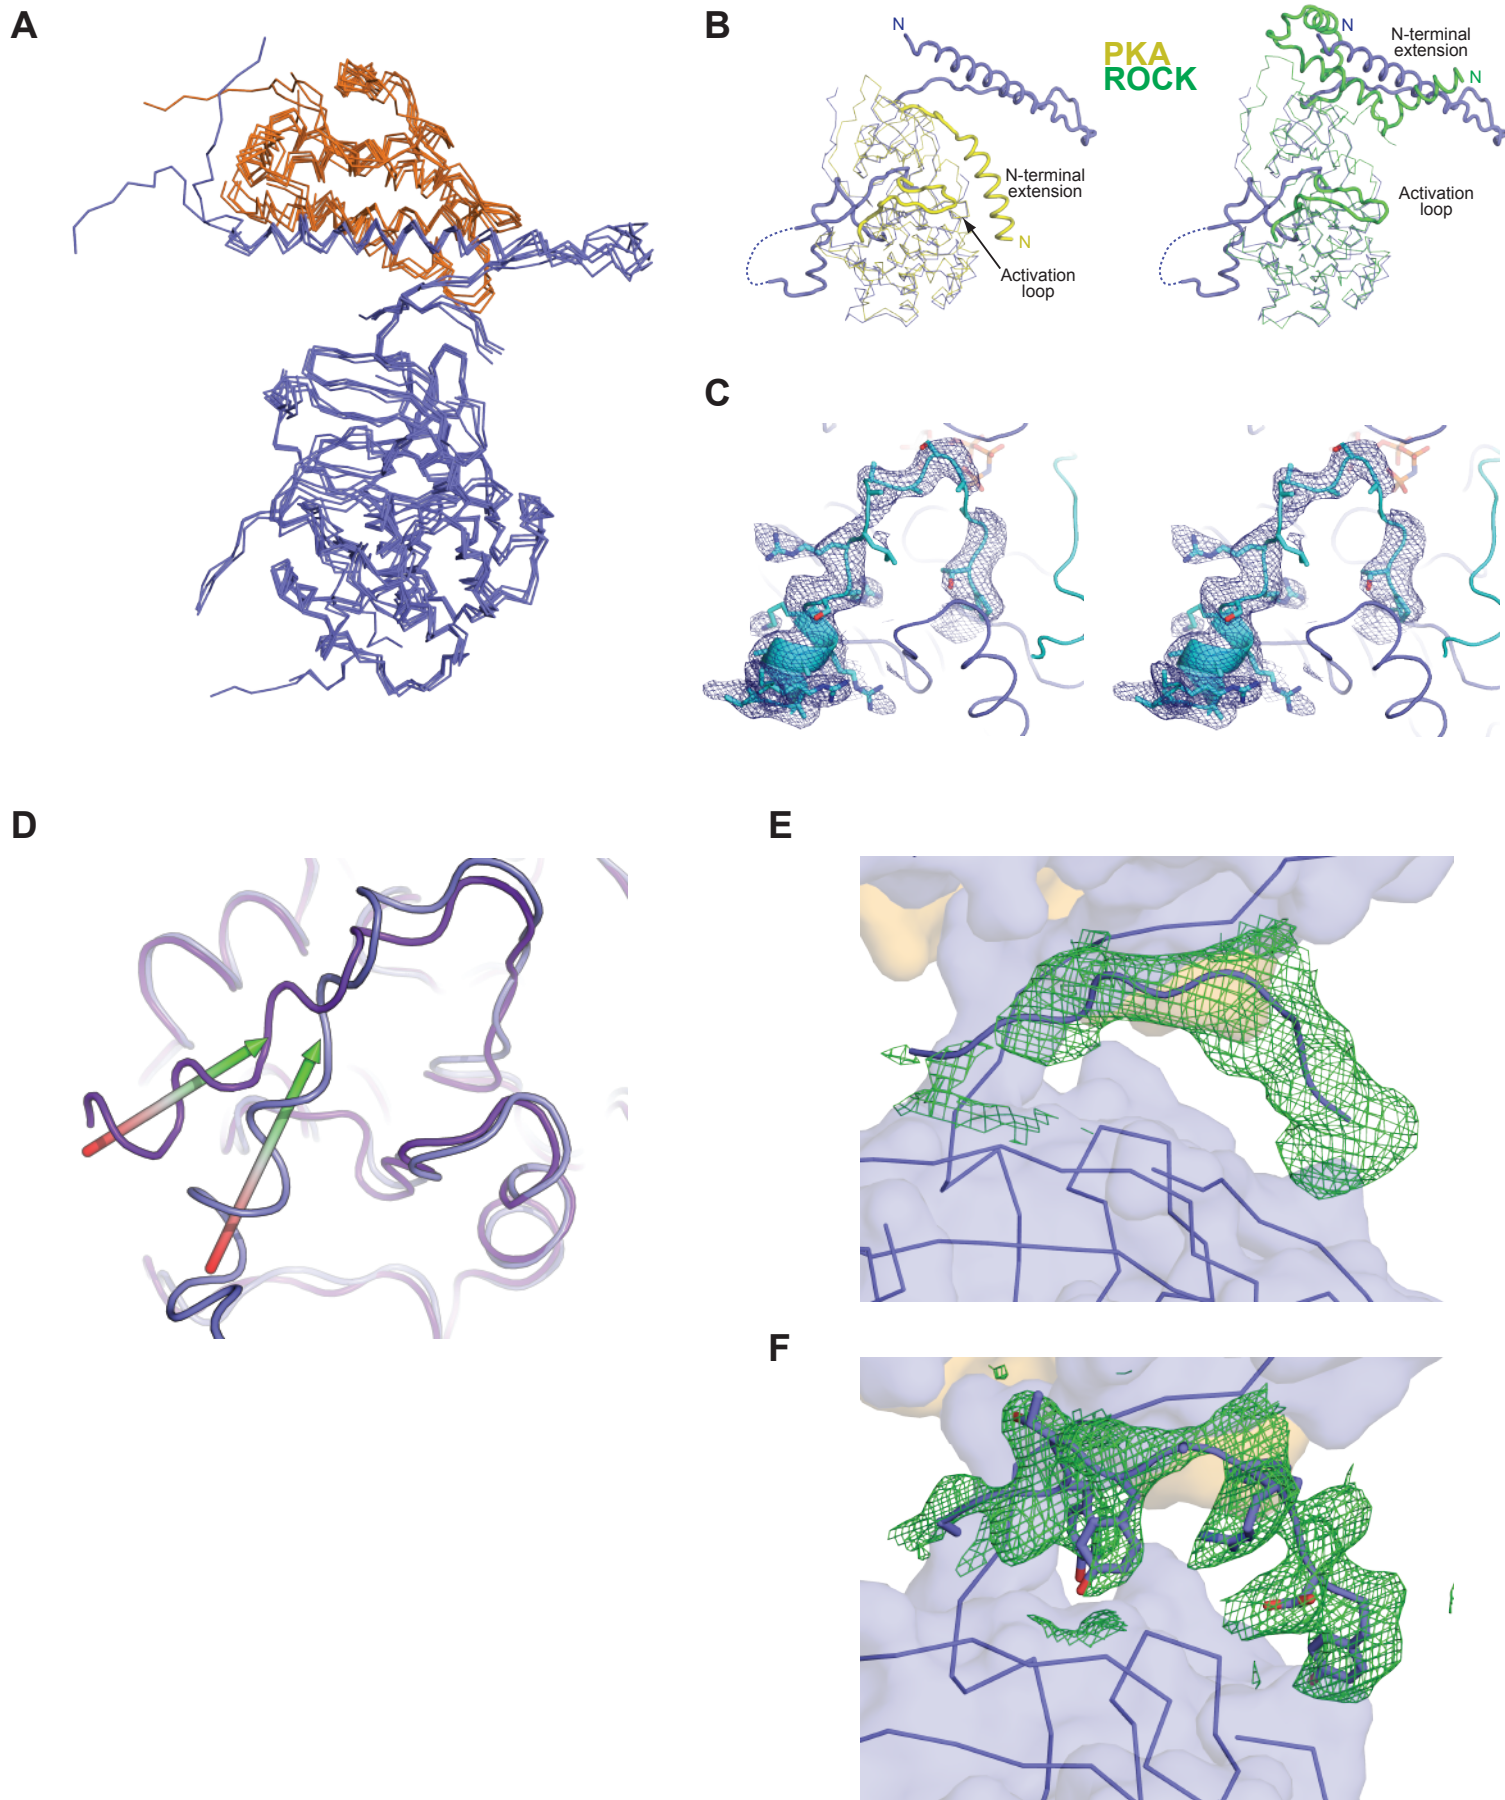 A
B
N
PKA
ROCK
N-terminal
extension
N
Activation
loop
N
N-terminal
extension
N
Activation
loop
C
D
E
F